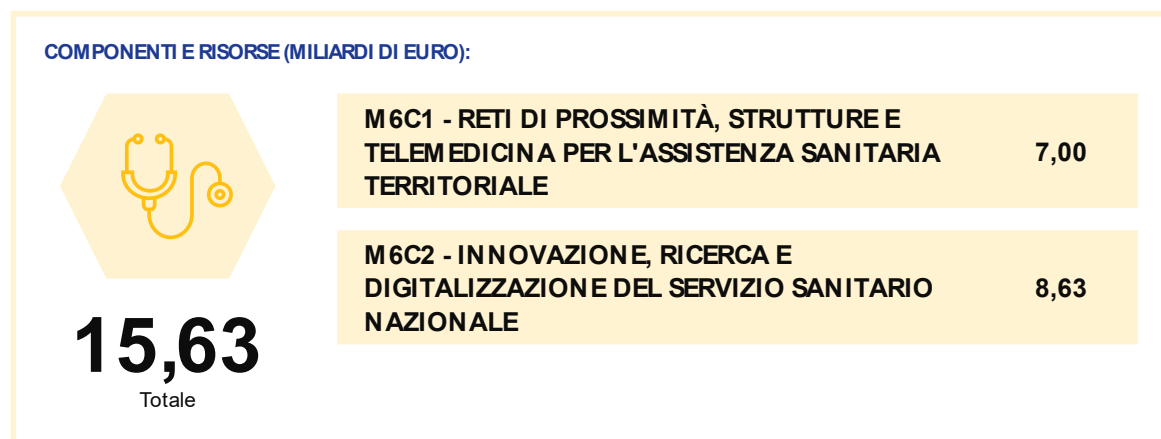 COMPONENTI E RISORSE (MILIARDI DI EURO):
M6C1 - RETI DI PROSSIMITÀ, STRUTTURE E
TELEMEDICINA PER L'ASSISTENZA SANITARIA
TERRITORIALE
7,00
M6C2 - INNOVAZIONE, RICERCA E
DIGITALIZZAZIONE DEL SERVIZIO SANITARIO
NAZIONALE
8,63
15,63
Totale